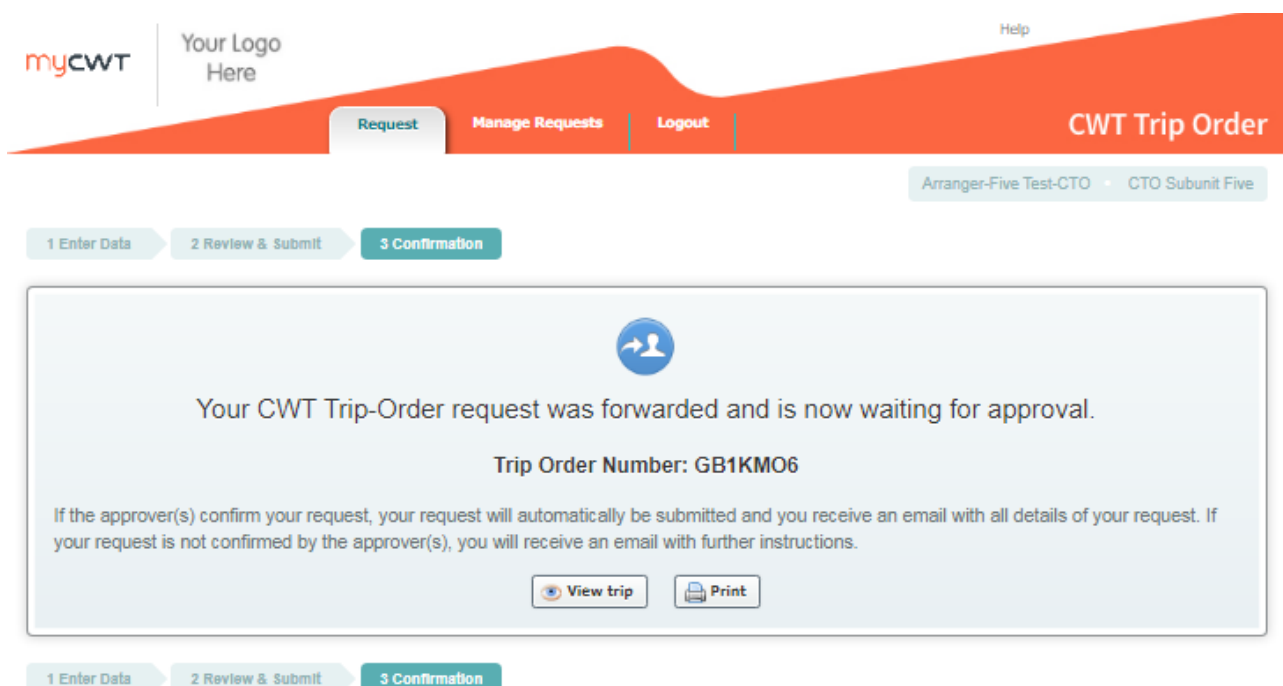 mycwt
Your Logo
Here
Help
Request
Manage Requests
Logout
CWT Trip Order
Arranger-Five Test-CTO • CTO Subunit Five
1 Enter Data
2 Review & Submit
3 Confirmation
Your CWT Trip-Order request was forwarded and is now waiting for approval.
Trip Order Number: GB1KMO6
If the approver(s) confirm your request, your request will automatically be submitted and you receive an email with all details of your request. If
your request is not confirmed by the approver(s), you will receive an email with further instructions.
View trip
Print
1 Enter Data
2 Review & Submit
3 Confirmation